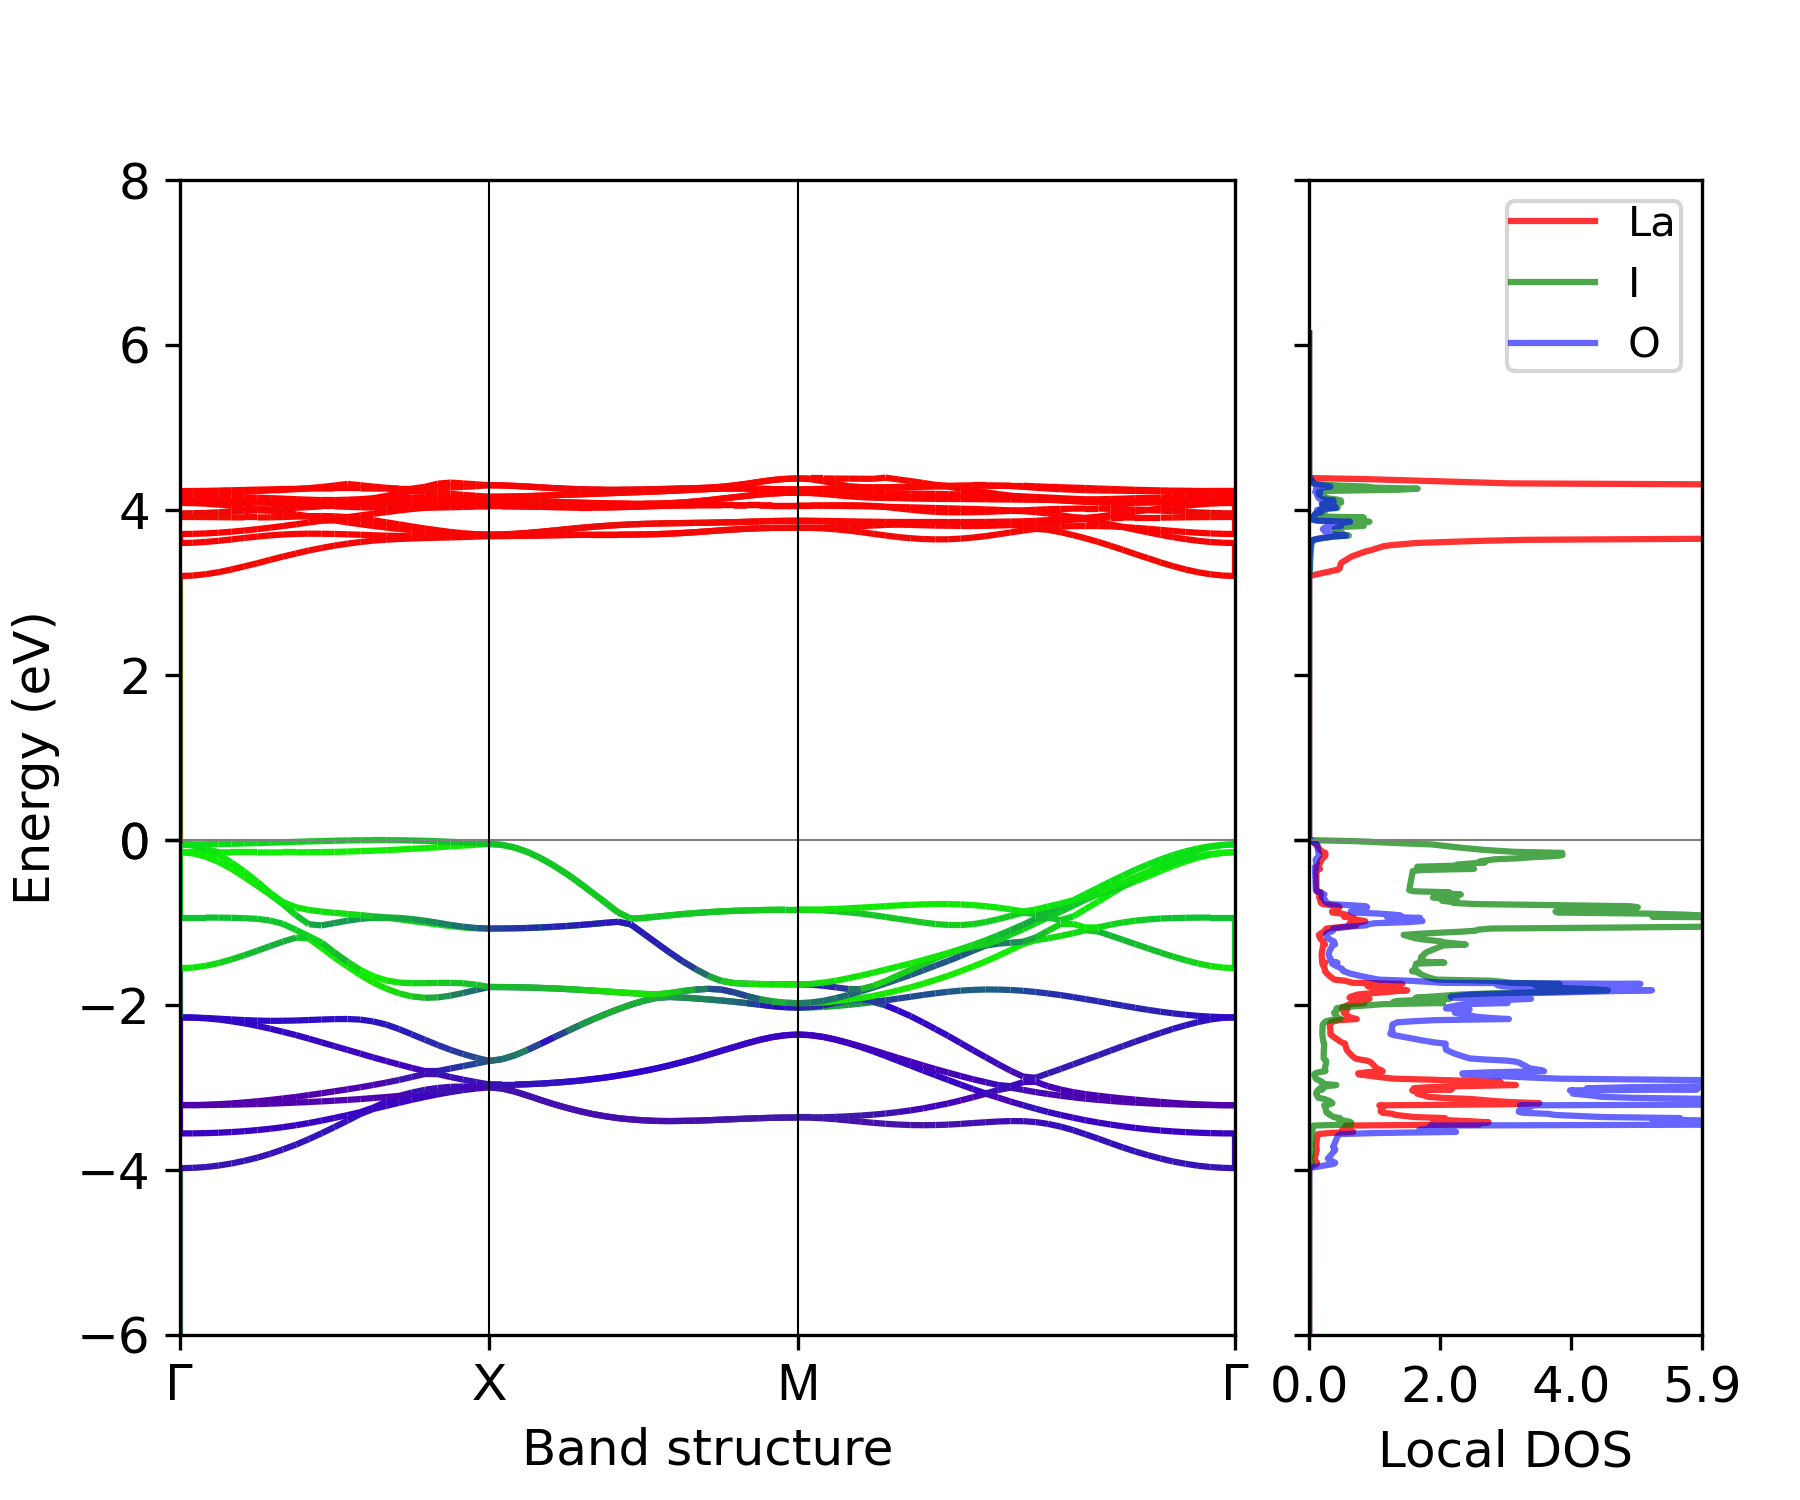 8
6
4
2
0
−2
−4
−6
Energy (eV)
Γ X M Γ
Band structure
La
I
O
0.0 2.0 4.0 5.9
Local DOS